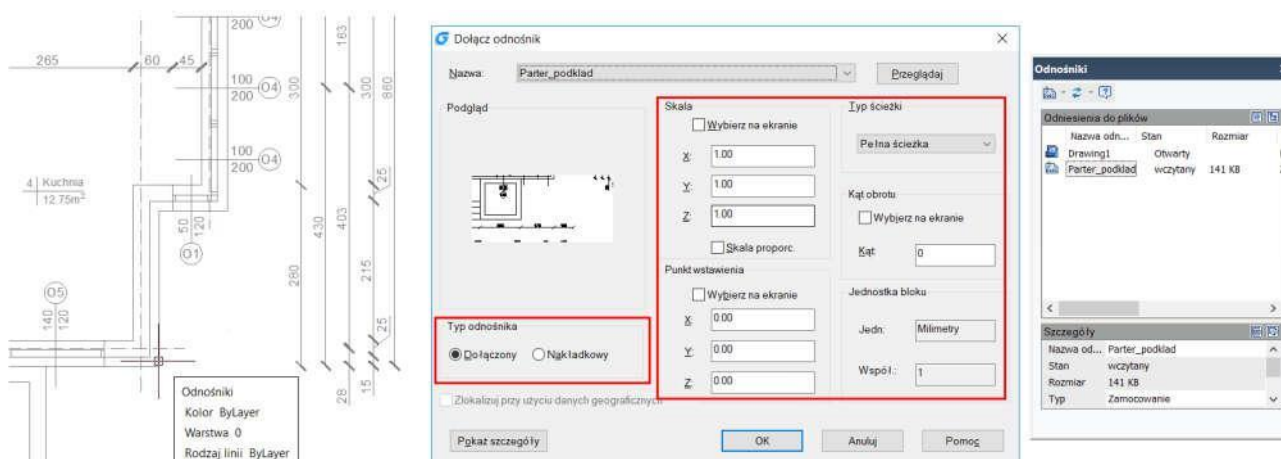 200
O4
163
265
60
45
100
200
O4
300
300
860
100
200
O4
4 Kuchnia
12.75m²
25
50
120
O1
430
403
280
215
O5
140
120
25
28
15
Odnośniki
Kolor ByLayer
Warstwa 0
Rodzaj linii ByLayer
Dołącz odnośnik
Nazwa: Parter_podklad Przeglądaj
Podgląd
Skala
Wybierz na ekranie
X: 1.00
Y: 1.00
Z: 1.00
Skala proporc.
Typ ścieżki
Pełna ścieżka
Kąt obrotu
Wybierz na ekranie
Kąt: 0
Punkt wstawienia
Wybierz na ekranie
X: 0.00
Y: 0.00
Z: 0.00
Jednostka bloku
Jedn: Milimetry
Współ.: 1
Typ odnośnika
Dołączony Nakładkowy
Zlokalizuj przy użyciu danych geograficznych
Pokaż szczegóły OK Anuluj Pomoc
Odnośniki
Odniesienia do plików
Nazwa odn... Stan Rozmiar
Drawing1 Otwarty
Parter_podklad wczytany 141 KB
Szczegóły
Nazwa od... Parter_podklad
Stan wczytany
Rozmiar 141 KB
Typ Zamocowanie